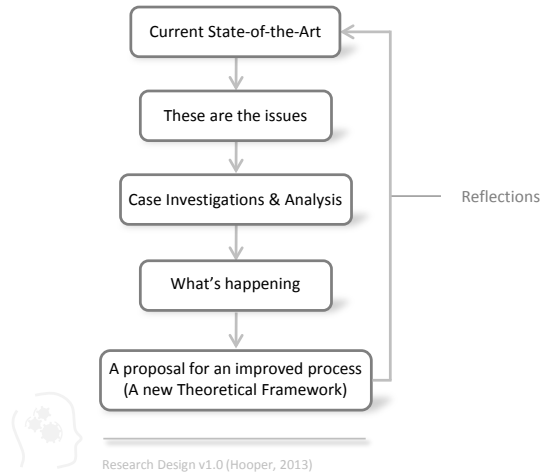 Current State-of-the-Art
These are the issues
Case Investigations & Analysis
Reflections
What's happening
A proposal for an improved process
(A new Theoretical Framework)
Research Design v1.0 (Hooper, 2013)